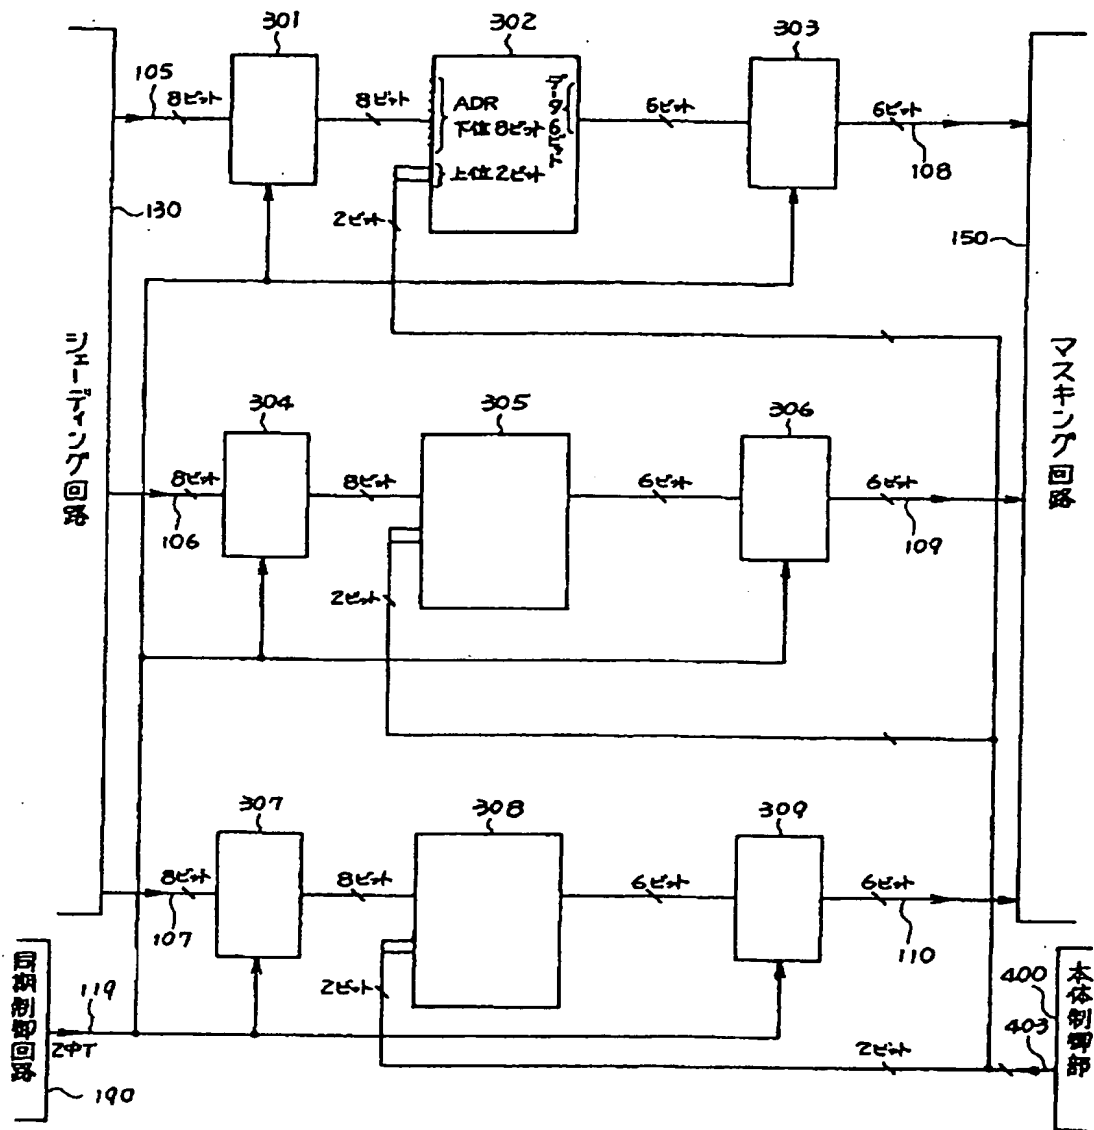 301
302
303
105
8ビット
8ビット
ADR
下位8ビット
データ6ビット
上位2ビット
6ビット
6ビット
108
130
2ビット
150
シェーディング回路
マスキング回路
304
305
306
8ビット
8ビット
6ビット
6ビット
106
109
2ビット
307
308
309
8ビット
8ビット
6ビット
6ビット
107
110
同期制御回路
119
2ΦT
190
2ビット
2ビット
400
403
本体制御部